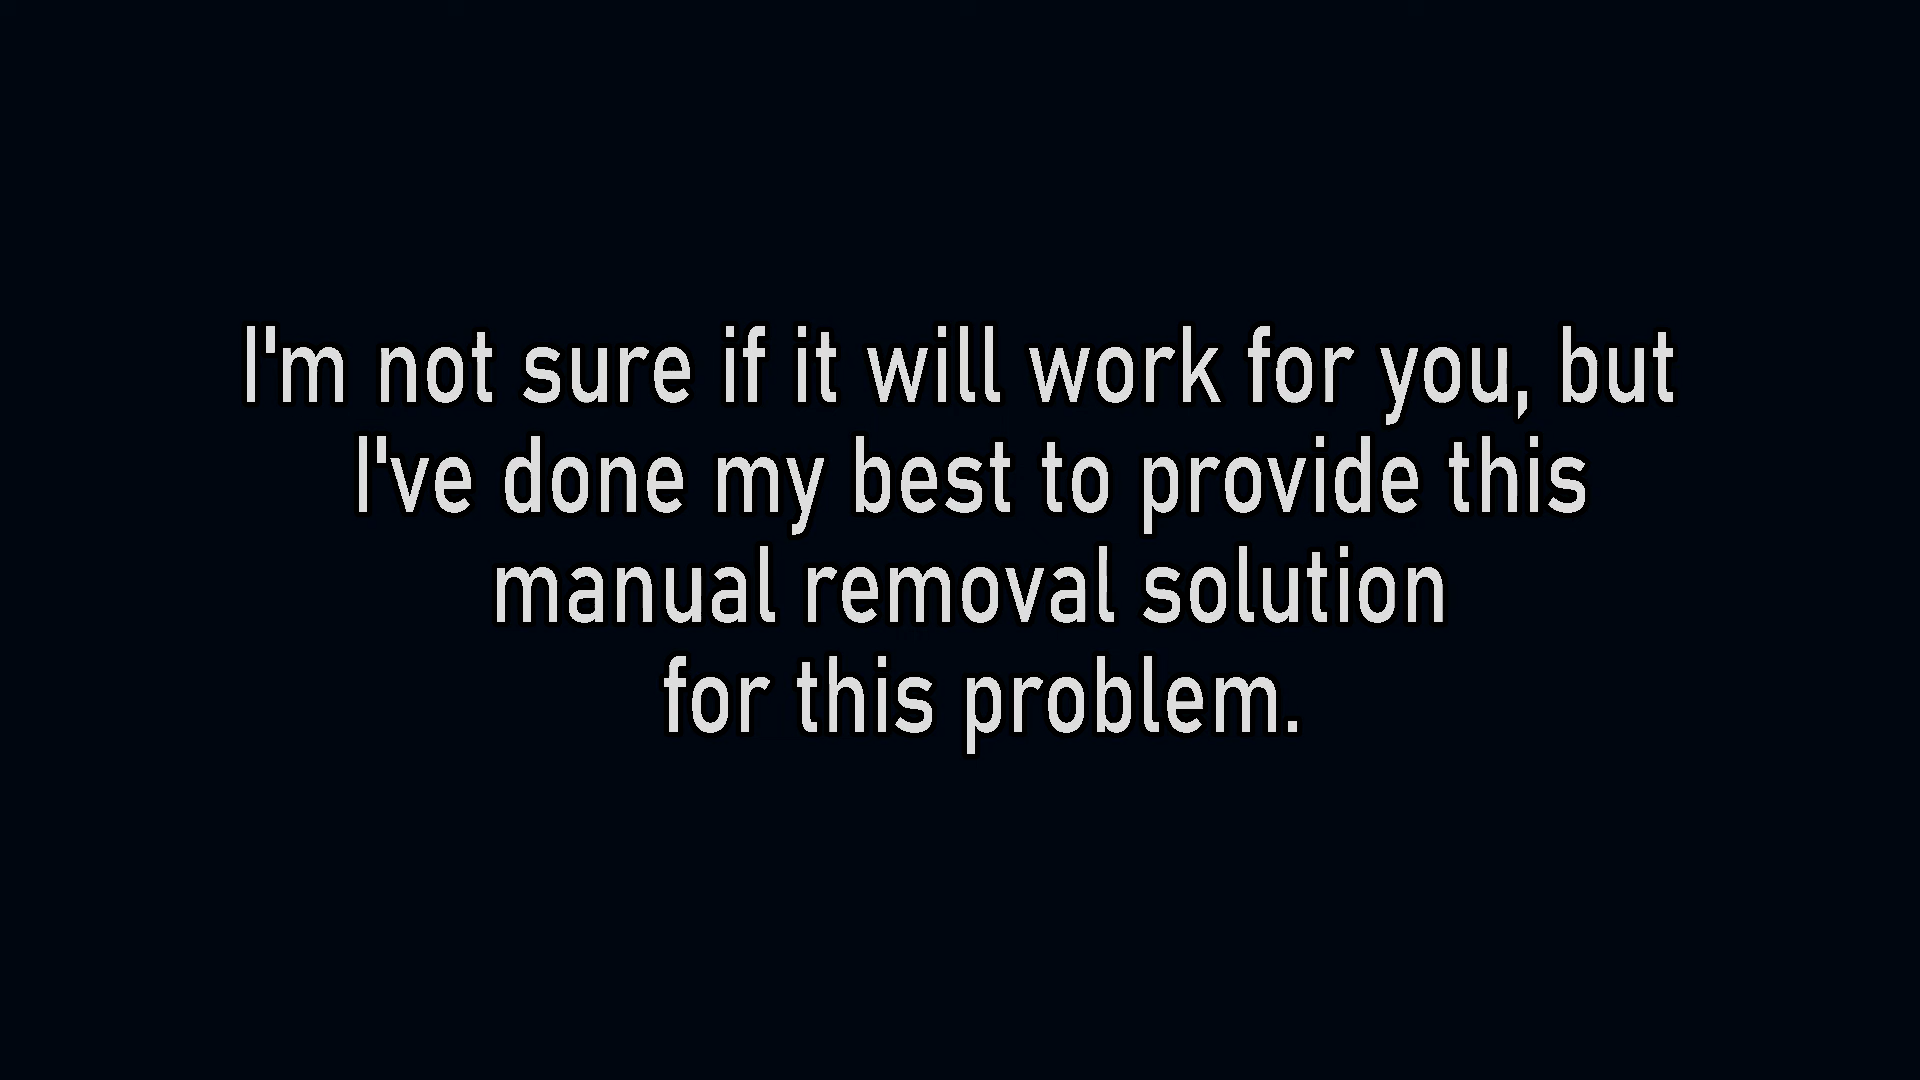 I'm not sure if it will work for you, but
I've done my best to provide this
manual removal solution
for this problem.